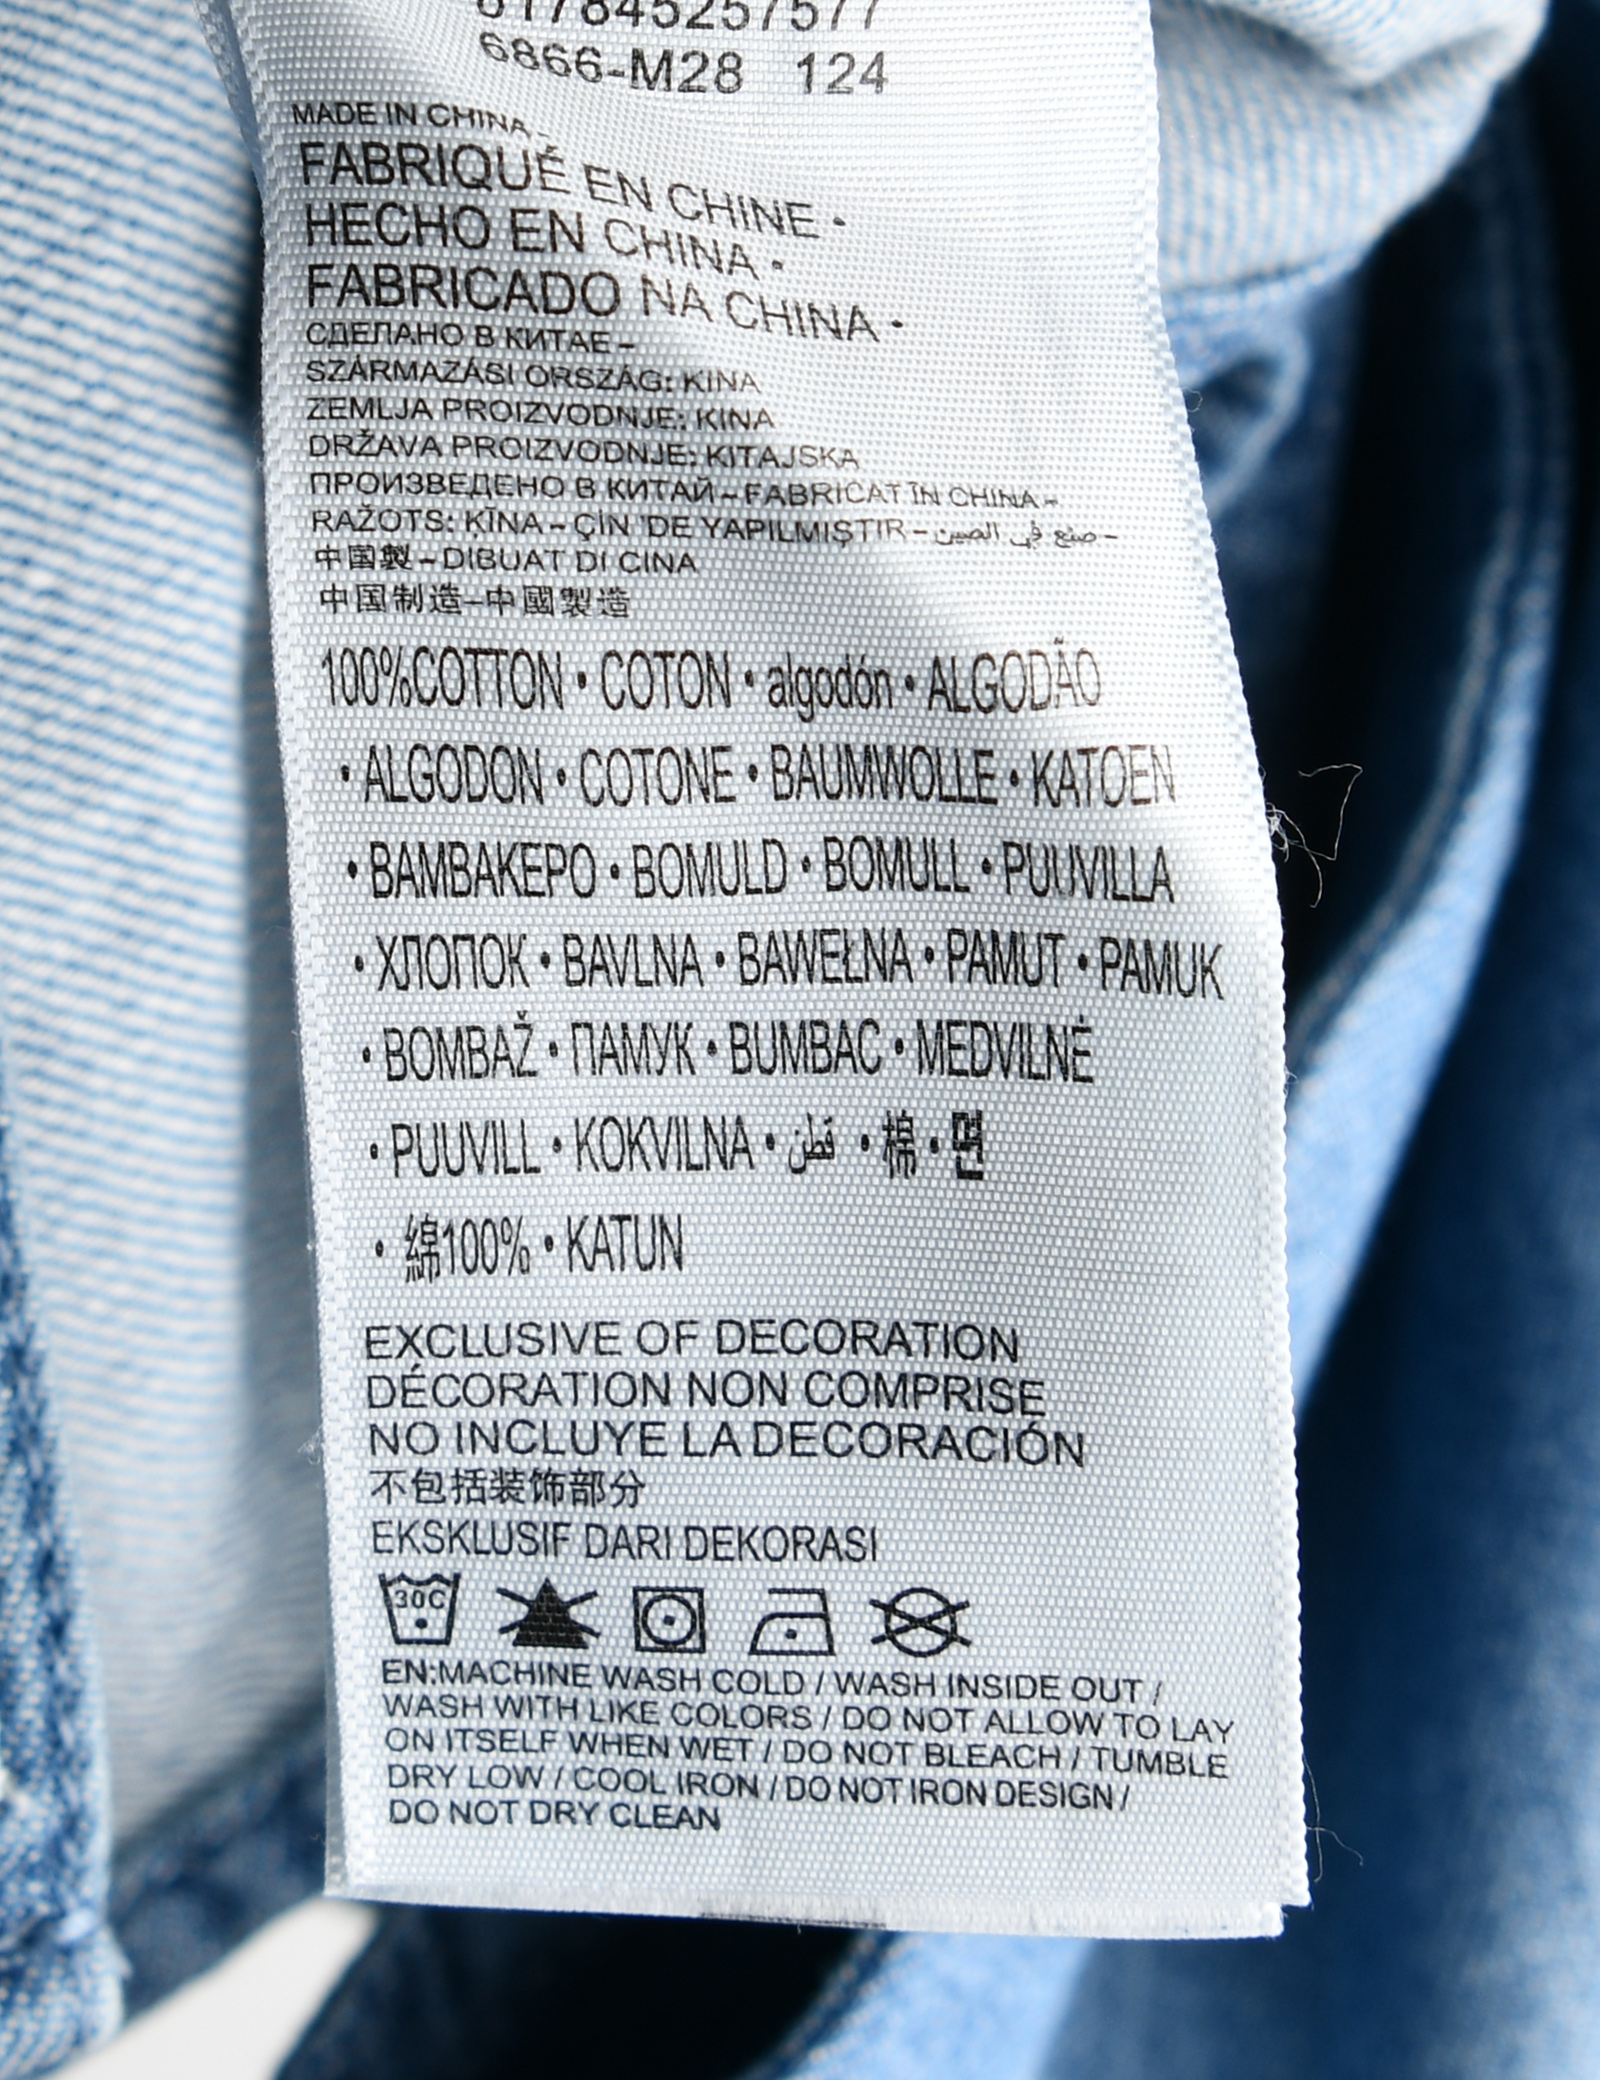 617845257577
6866-M28 124
MADE IN CHINA -
FABRIQUÉ EN CHINE •
HECHO EN CHINA •
FABRICADO NA CHINA •
СДЕЛАНО В КИТАЕ –
SZÁRMAZÁSI ORSZÁG: KINA
ZEMLJA PROIZVODNJE: KINA
DRŽAVA PROIZVODNJE: KITAJSKA
ПРОИЗВЕДЕНО В КИТАЙ – FABRICAT ÎN CHINA –
RAŽOTS: ĶĪNA – ÇİN 'DE YAPILMIŞTIR – صنع في الصين –
中国製 – DIBUAT DI CINA
中国制造–中國製造
100%COTTON • COTON • algodón • ALGODÃO
• ALGODON • COTONE • BAUMWOLLE • KATOEN
• BAMBAKEPO • BOMULD • BOMULL • PUUVILLA
• ХЛОПОК • BAVLNA • BAWEŁNA • PAMUT • PAMUK
• BOMBAŽ • ПАМУК • BUMBAC • MEDVILNĖ
• PUUVILL • KOKVILNA • قطن • 棉 • 면
• 綿100% • KATUN
EXCLUSIVE OF DECORATION
DÉCORATION NON COMPRISE
NO INCLUYE LA DECORACIÓN
不包括装饰部分
EKSKLUSIF DARI DEKORASI
30C
EN:MACHINE WASH COLD / WASH INSIDE OUT /
WASH WITH LIKE COLORS / DO NOT ALLOW TO LAY
ON ITSELF WHEN WET / DO NOT BLEACH / TUMBLE
DRY LOW / COOL IRON / DO NOT IRON DESIGN /
DO NOT DRY CLEAN